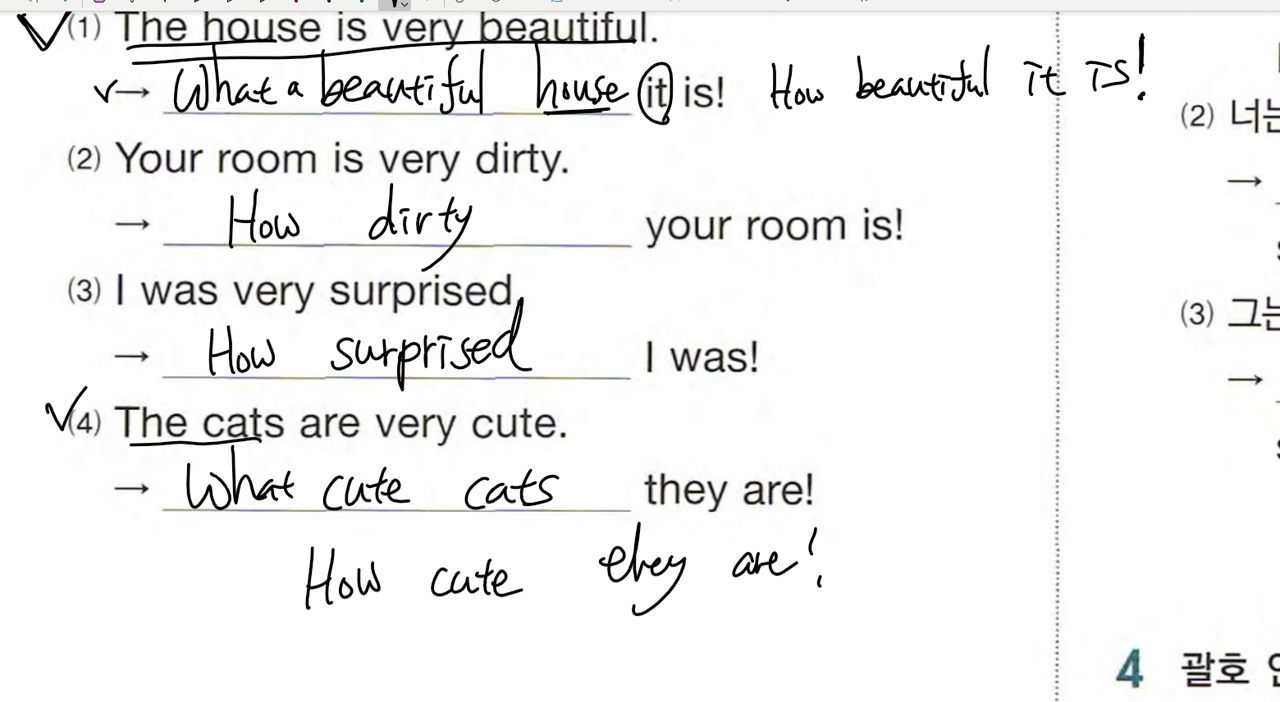 (1) The house is very beautiful.
→ What a beautiful house it is! How beautiful it is!
(2) Your room is very dirty.
→ How dirty your room is!
(3) I was very surprised.
→ How surprised I was!
(4) The cats are very cute.
→ What cute cats they are!
How cute they are!
(2) 너는
→
(3) 그는
→
4 괄호